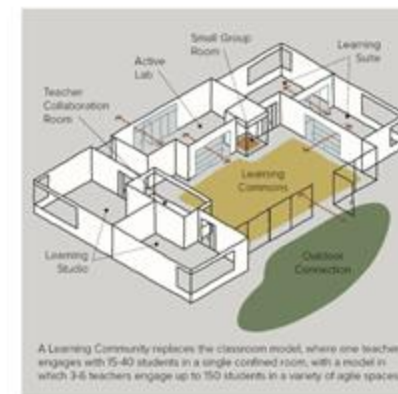 Small Group
Room
Learning
Suite
Active
Lab
Teacher
Collaboration
Room
Learning
Commons
Learning
Studio
Outdoor
Connection
A Learning Community replaces the classroom model, where one teacher
engages with 15-40 students in a single confined room, with a model in
which 3-6 teachers engage up to 150 students in a variety of agile spaces